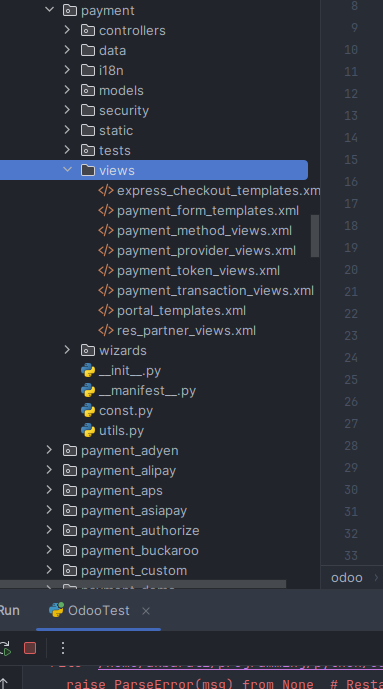 payment
controllers
data
i18n
models
security
static
tests
views
express_checkout_templates.xm
payment_form_templates.xml
payment_method_views.xml
payment_provider_views.xml
payment_token_views.xml
payment_transaction_views.xml
portal_templates.xml
res_partner_views.xml
wizards
__init__.py
__manifest__.py
const.py
utils.py
payment_adyen
payment_alipay
payment_aps
payment_asiapay
payment_authorize
payment_buckaroo
payment_custom
8
9
10
11
12
13
14
15
16
17
18
19
20
21
22
23
24
25
26
27
28
29
30
31
32
33
odoo
Run
OdooTest
raise ParseError(msg) from None # Resta